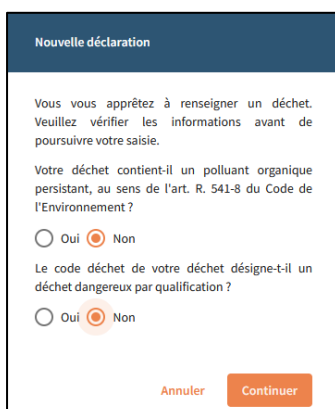 Nouvelle déclaration
Vous vous apprêtez à renseigner un déchet.
Veuillez vérifier les informations avant de
poursuivre votre saisie.
Votre déchet contient-il un polluant organique
persistant, au sens de l'art. R. 541-8 du Code de
l'Environnement ?
Oui Non
Le code déchet de votre déchet désigne-t-il un
déchet dangereux par qualification ?
Oui Non
Annuler Continuer